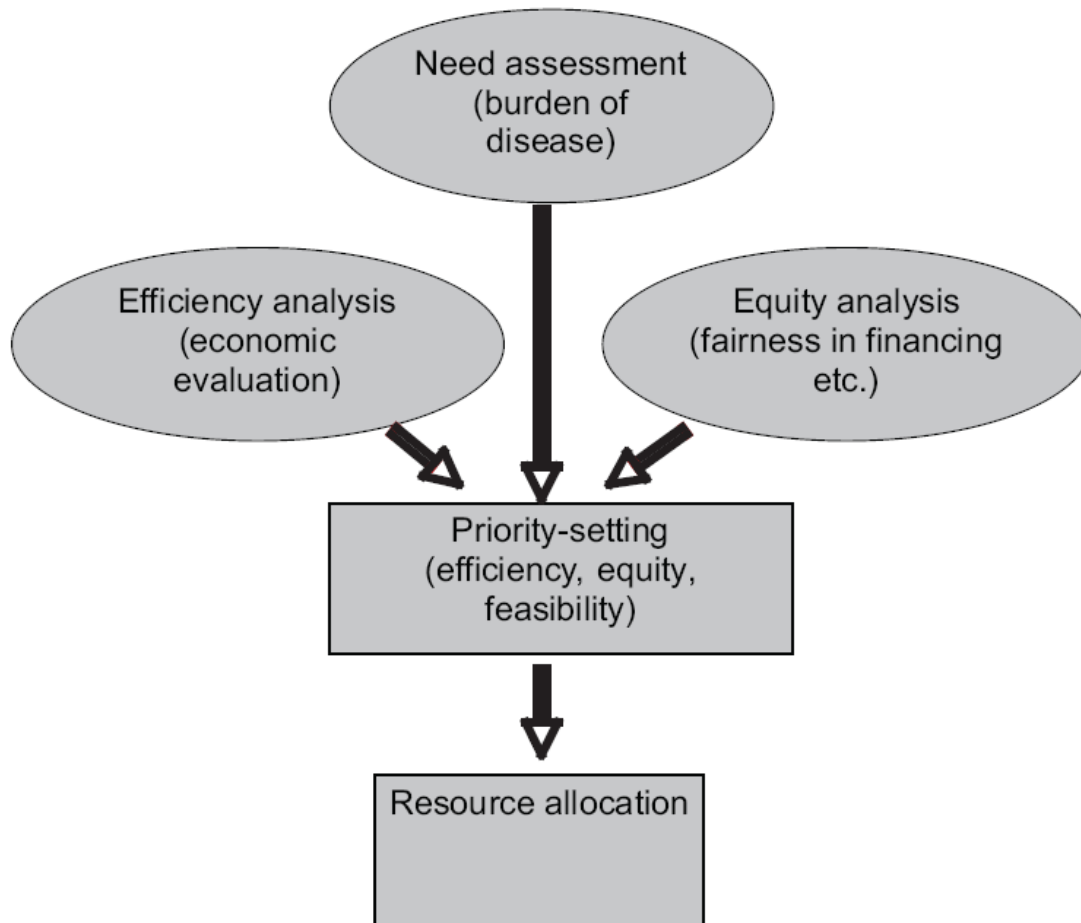 Need assessment
(burden of
disease)
Efficiency analysis
(economic
evaluation)
Equity analysis
(fairness in financing
etc.)
Priority-setting
(efficiency, equity,
feasibility)
Resource allocation